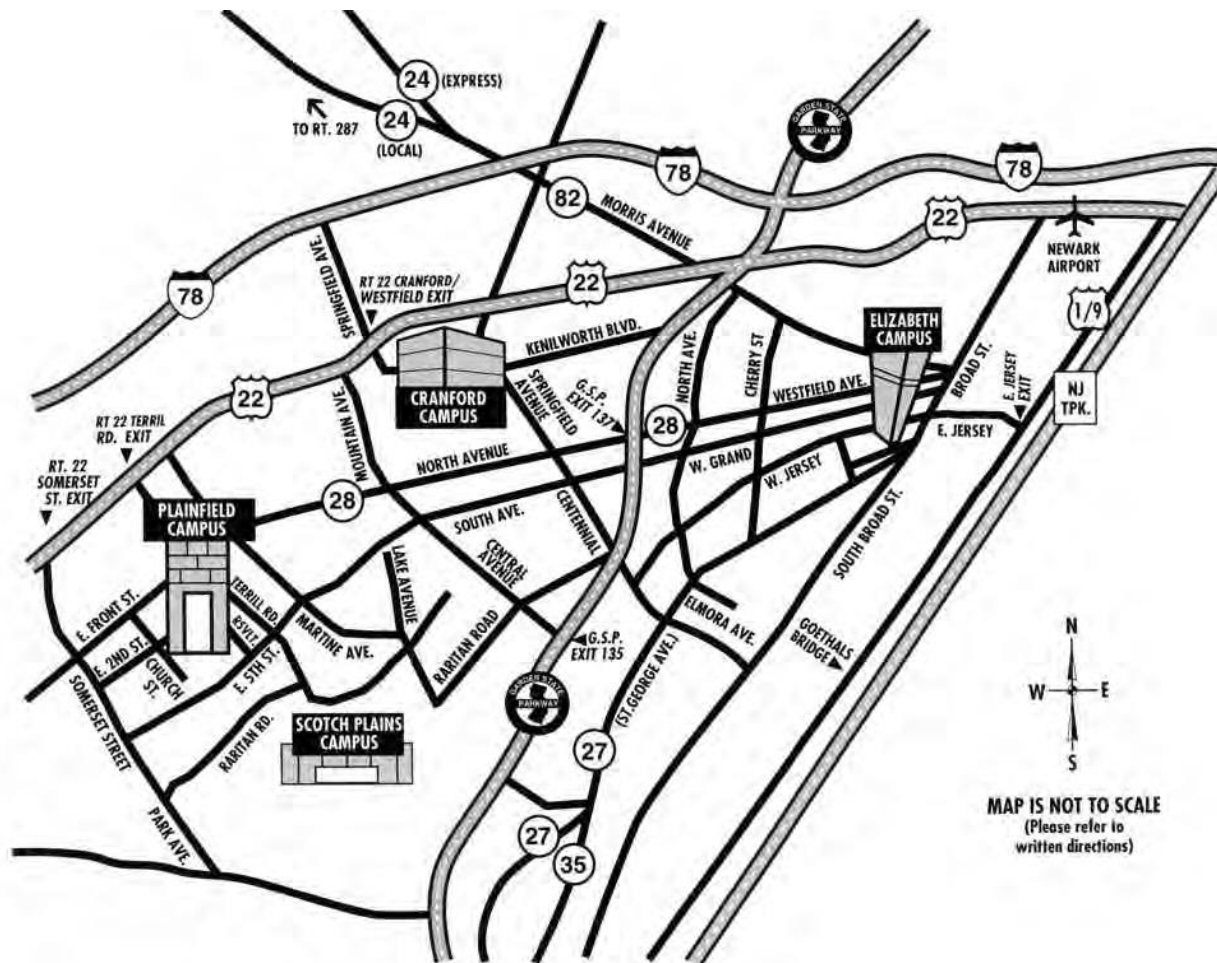 24
(EXPRESS)
TO RT. 287
24
(LOCAL)
GARDEN STATE
PARKWAY
78
78
82
MORRIS AVENUE
22
NEWARK
AIRPORT
SPRINGFIELD AVE.
RT 22 CRANFORD/
WESTFIELD EXIT
22
78
1/9
ELIZABETH
CAMPUS
KENILWORTH BLVD.
NORTH AVE.
CHERRY ST
BROAD ST.
E. JERSEY
EXIT
NJ
TPK.
CRANFORD
CAMPUS
SPRINGFIELD
AVENUE
G.S.P.
EXIT 137
WESTFIELD AVE.
28
22
MOUNTAIN AVE.
RT 22 TERRIL
RD. EXIT
E. JERSEY
NORTH AVENUE
W. GRAND
W. JERSEY
RT. 22
SOMERSET
ST. EXIT
28
PLAINFIELD
CAMPUS
SOUTH AVE.
CENTENNIAL
SOUTH BROAD ST.
CENTRAL
AVENUE
LAKE AVENUE
TERRILL RD.
E. FRONT ST.
RSVLT.
MARTINE AVE.
RARITAN ROAD
ELMORA AVE.
G.S.P.
EXIT 135
GOETHALS
BRIDGE
E. 2ND ST.
CHURCH
ST.
E. 5TH ST.
SOMERSET STREET
GARDEN STATE
PARKWAY
(ST.GEORGE AVE.)
N
W
E
S
SCOTCH PLAINS
CAMPUS
RARITAN RD.
27
PARK AVE.
MAP IS NOT TO SCALE
(Please refer to
written directions)
27
35